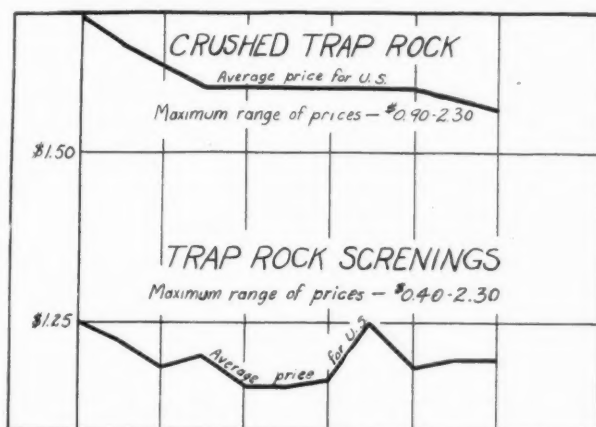 CRUSHED TRAP ROCK
Average price for U.S.
Maximum range of prices — $0.90-2.30
$1.50
TRAP ROCK SCRENINGS
Maximum range of prices — $0.40-2.30
$1.25
Average price for U.S.